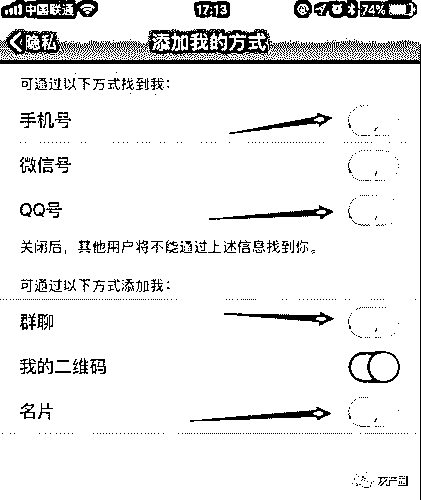 中国联通 17:13 74%
隐私 添加我的方式
可通过以下方式找到我：
手机号
微信号
QQ号
关闭后，其他用户将不能通过上述信息找到你。
可通过以下方式添加我：
群聊
我的二维码
名片
灰产圈